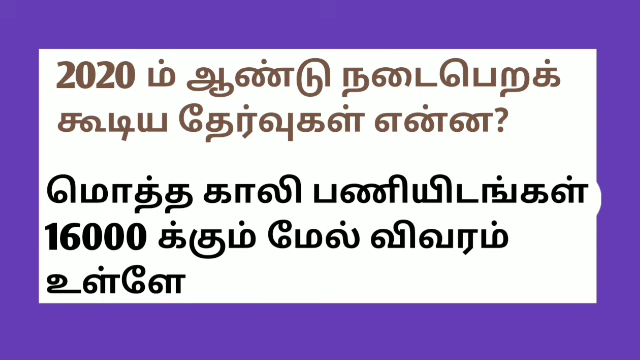 2020 ம் ஆண்டு நடைபெறக்
கூடிய தேர்வுகள் என்ன?
மொத்த காலி பணியிடங்கள்
16000 க்கும் மேல் விவரம்
உள்ளே